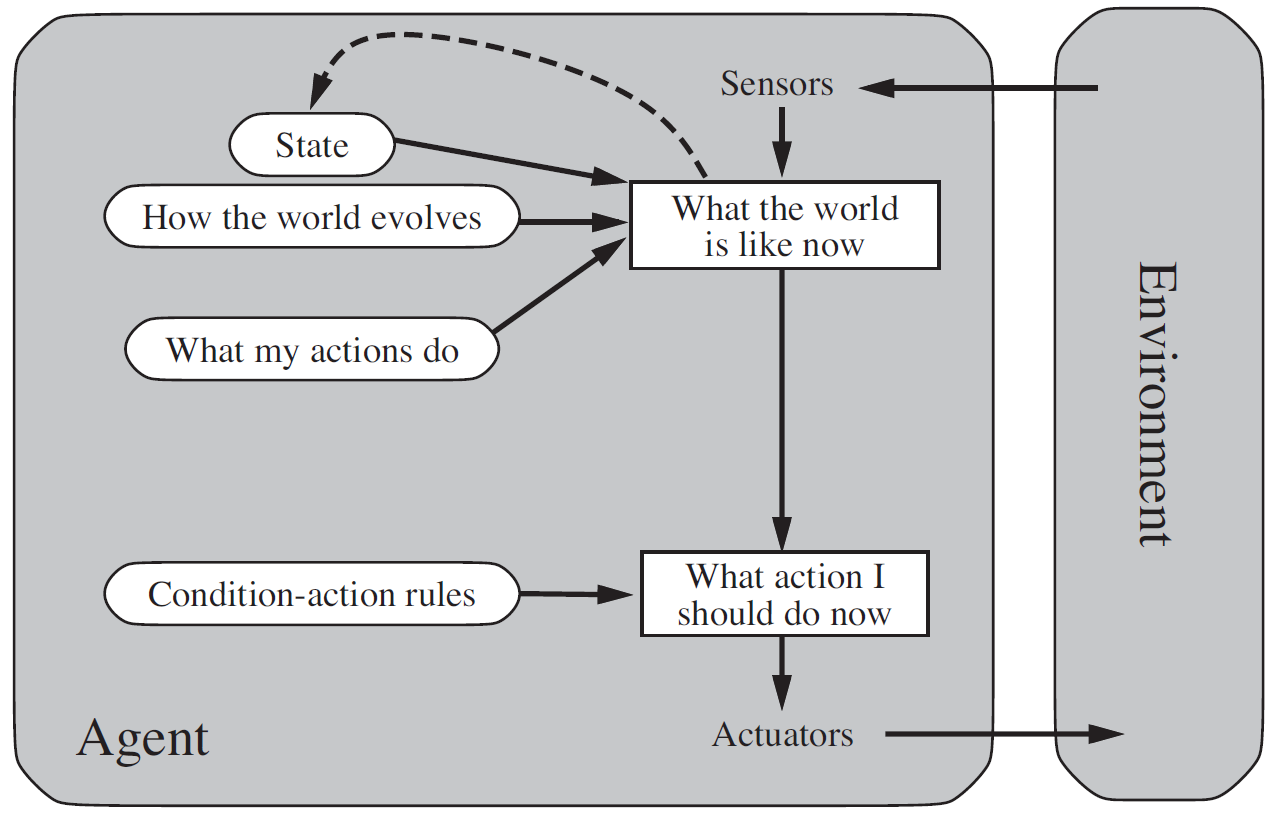 Sensors
State
How the world evolves
What the world
is like now
What my actions do
Environment
Condition-action rules
What action I
should do now
Agent
Actuators